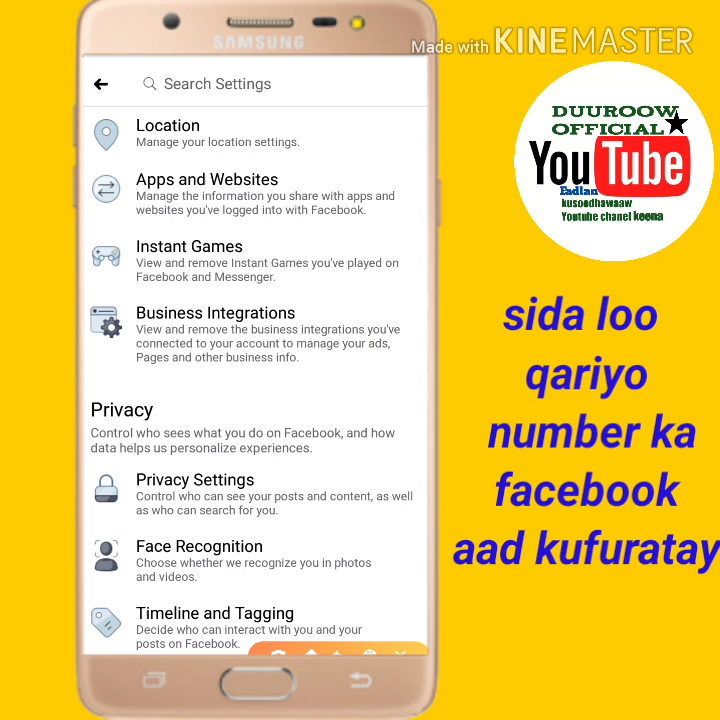 SAMSUNG
Made with KINEMASTER
Search Settings
Location
Manage your location settings.
Apps and Websites
Manage the information you share with apps and
websites you've logged into with Facebook.
Instant Games
View and remove Instant Games you've played on
Facebook and Messenger.
Business Integrations
View and remove the business integrations you've
connected to your account to manage your ads,
Pages and other business info.
Privacy
Control who sees what you do on Facebook, and how
data helps us personalize experiences.
Privacy Settings
Control who can see your posts and content, as well
as who can search for you.
Face Recognition
Choose whether we recognize you in photos
and videos.
Timeline and Tagging
Decide who can interact with you and your
posts on Facebook.
DUUROOW
OFFICIAL
YouTube
Fadlan
kusoodhawaaw
Youtube chanel keena
sida loo
qariyo
number ka
facebook
aad kufuratay